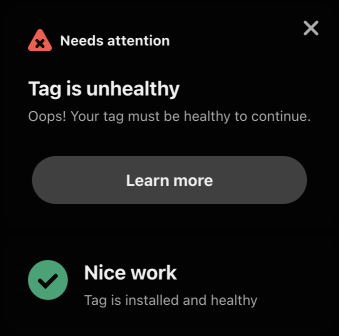 Needs attention
Tag is unhealthy
Oops! Your tag must be healthy to continue.
Learn more
Nice work
Tag is installed and healthy